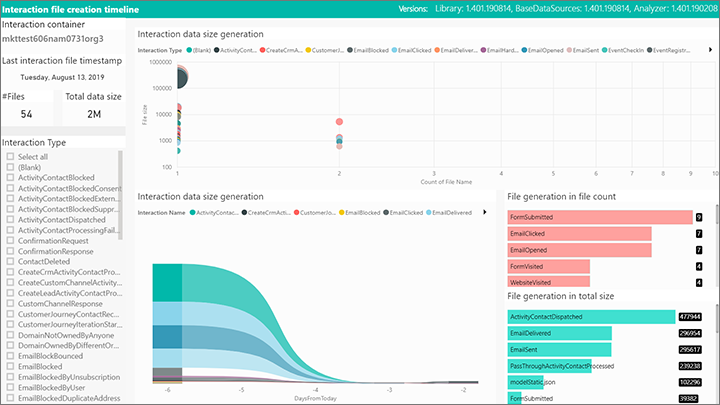 Interaction file creation timeline
Versions: Library: 1.401.190814, BaseDataSources: 1.401.190814, Analyzer: 1.401.190208
Interaction container
mkttest606nam0731org3
Last interaction file timestamp
Tuesday, August 13, 2019
#Files
Total data size
54
2M
Interaction Type
Select all
(Blank)
ActivityContactBlocked
ActivityContactBlockedConsent
ActivityContactBlockedExtern...
ActivityContactBlockedSuppr...
ActivityContactDispatched
ActivityContactProcessingFail...
ConfirmationRequest
ConfirmationResponse
ContactDeleted
CreateCrmActivityContactPro...
CreateCustomChannelActivity...
CreateLeadActivityContactPro...
CustomChannelResponse
CustomerJourneyContactRec...
CustomerJourneyIterationStar...
DomainNotOwnedByAnyone
DomainOwnedByDifferentOr...
EmailBlockBounced
EmailBlocked
EmailBlockedByUnsubscription
EmailBlockedByUser
EmailBlockedDuplicateAddress
Interaction data size generation
Interaction Type (Blank) ActivityCont... CreateCrmA... CustomerJ... EmailBlocked EmailClicked EmailDeliver... EmailHard... EmailOpened EmailSent EventCheckIn EventRegistr...
File size
1000000
100000
10000
1000
100
1 2 3 4 5 6 7 8 9 10
Count of File Name
Interaction data size generation
Interaction Name ActivityContac... CreateCrmActi... CustomerJo... EmailBlocked EmailClicked EmailDelivered
-6 -5 -4 -3 -2
DaysFromToday
File generation in file count
FormSubmitted 9
EmailClicked 7
EmailOpened 7
FormVisited 4
WebsiteVisited 4
File generation in total size
ActivityContactDispatched 477944
EmailDelivered 296954
EmailSent 295617
PassThroughActivityContactProcessed 239238
modelStatic.json 102296
FormSubmitted 39382